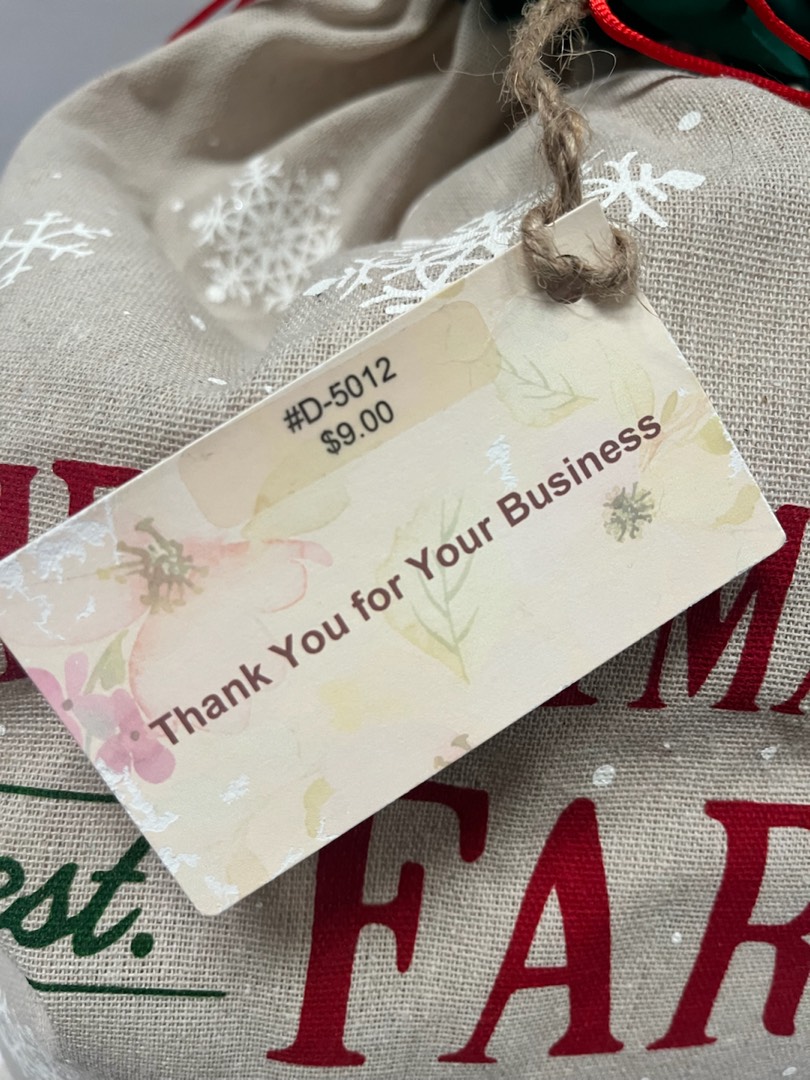 #D-5012
$9.00
Thank You for Your Business
est.
FAR